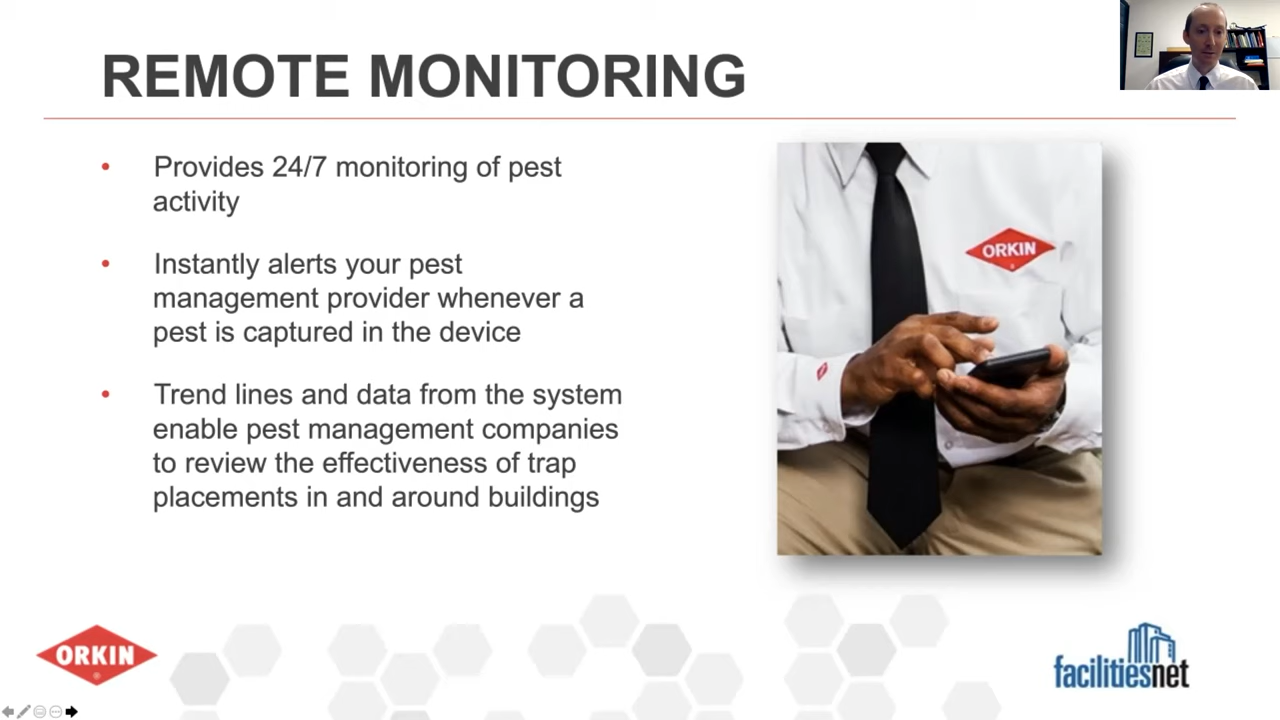 REMOTE MONITORING
• Provides 24/7 monitoring of pest
activity
• Instantly alerts your pest
management provider whenever a
pest is captured in the device
• Trend lines and data from the system
enable pest management companies
to review the effectiveness of trap
placements in and around buildings
ORKIN
ORKIN
®
facilitiesnet